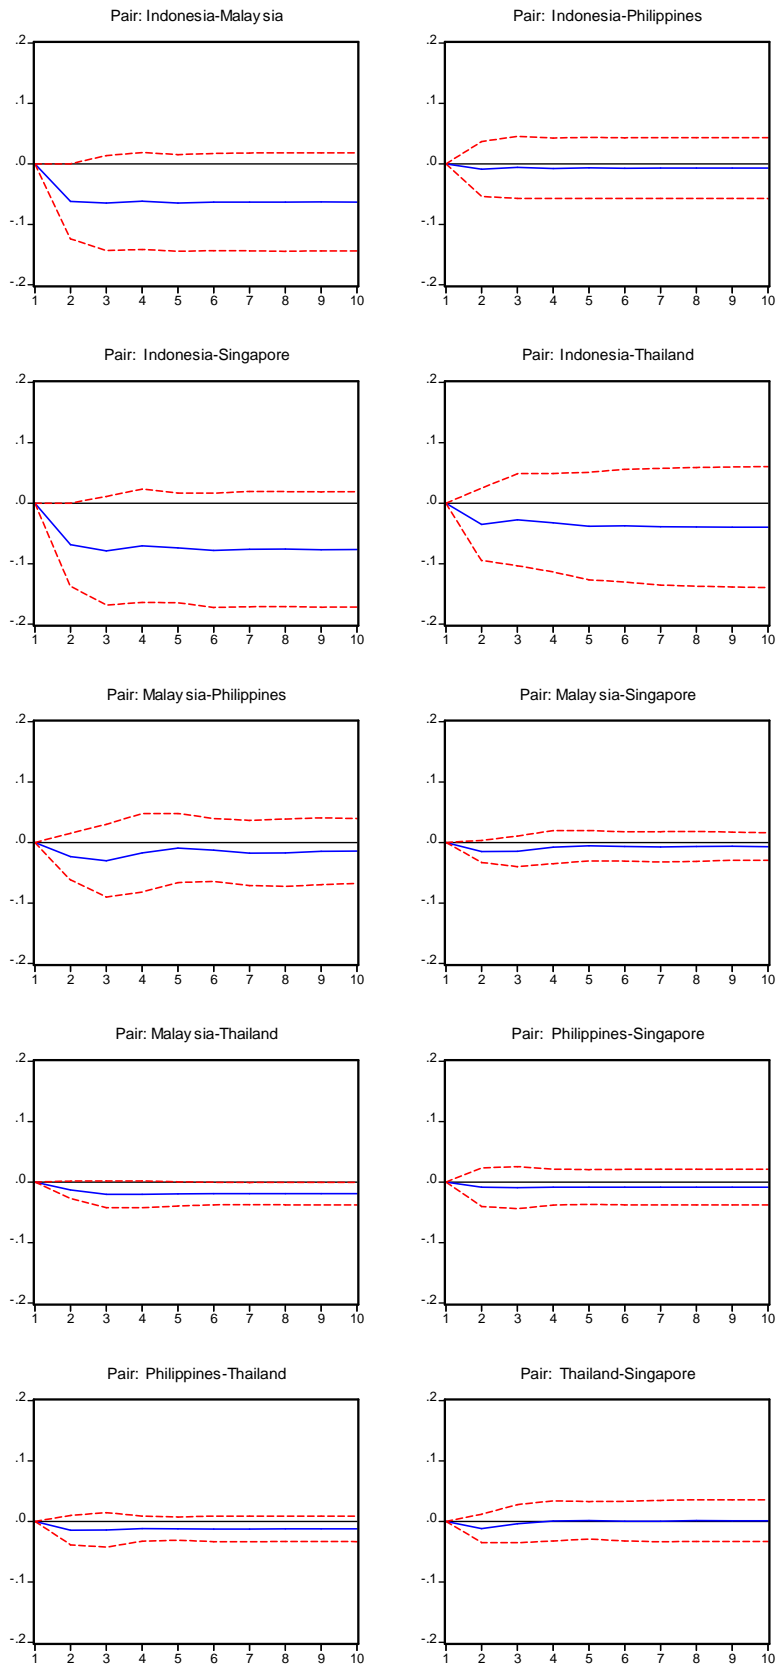 Pair: Indonesia-Malaysia
Pair: Indonesia-Philippines
.2
.1
.0
-.1
-.2
1 2 3 4 5 6 7 8 9 10
.2
.1
.0
-.1
-.2
1 2 3 4 5 6 7 8 9 10
Pair: Indonesia-Singapore
Pair: Indonesia-Thailand
.2
.1
.0
-.1
-.2
1 2 3 4 5 6 7 8 9 10
.2
.1
.0
-.1
-.2
1 2 3 4 5 6 7 8 9 10
Pair: Malaysia-Philippines
Pair: Malaysia-Singapore
.2
.1
.0
-.1
-.2
1 2 3 4 5 6 7 8 9 10
.2
.1
.0
-.1
-.2
1 2 3 4 5 6 7 8 9 10
Pair: Malaysia-Thailand
Pair: Philippines-Singapore
.2
.1
.0
-.1
-.2
1 2 3 4 5 6 7 8 9 10
.2
.1
.0
-.1
-.2
1 2 3 4 5 6 7 8 9 10
Pair: Philippines-Thailand
Pair: Thailand-Singapore
.2
.1
.0
-.1
-.2
1 2 3 4 5 6 7 8 9 10
.2
.1
.0
-.1
-.2
1 2 3 4 5 6 7 8 9 10